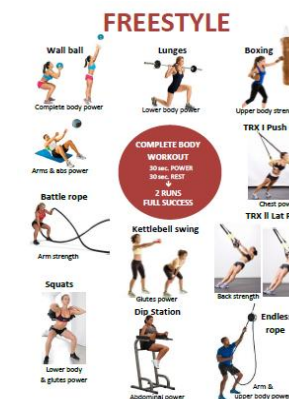 FREESTYLE
Wall ball
Complete body power
Lunges
Lower body power
Boxing
Upper body stren
Arms & abs power
COMPLETE BODY
WORKOUT
30 sec. POWER
30 sec. REST
2 RUNS
FULL SUCCESS
TRX I Push
Chest pow
Battle rope
Arm strength
Kettlebell swing
Glutes power
TRX II Lat P
Back strength
Squats
Lower body
& glutes power
Dip Station
Abdominal power
Endless
rope
Arm &
upper body power